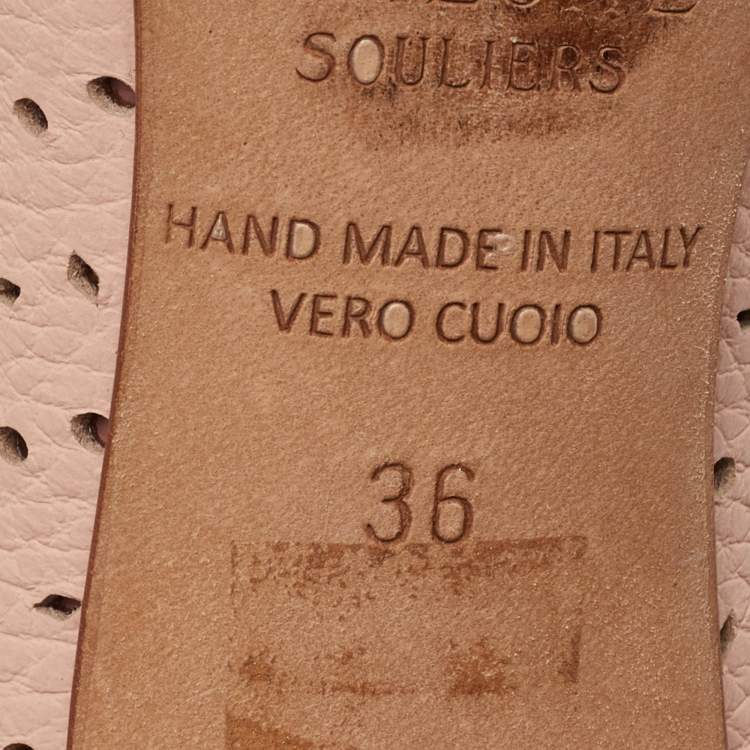 SOULIERS
HAND MADE IN ITALY
VERO CUOIO
36